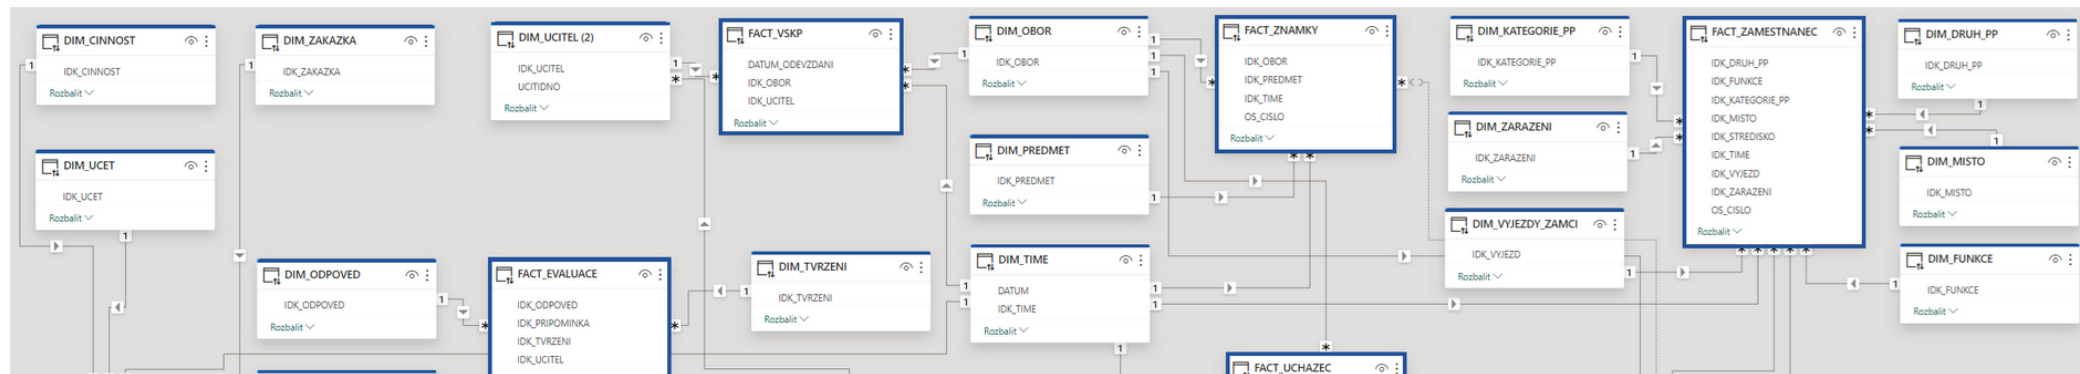 DIM_CINNOST
IDK_CINNOST
Rozbalit
DIM_ZAKAZKA
IDK_ZAKAZKA
Rozbalit
DIM_UCITEL (2)
IDK_UCITEL
UCITIDNO
Rozbalit
FACT_VSKP
DATUM_ODEVZDANI
IDK_OBOR
IDK_UCITEL
Rozbalit
DIM_OBOR
IDK_OBOR
Rozbalit
FACT_ZNAMKY
IDK_OBOR
IDK_PREDMET
IDK_TIME
OS_CISLO
Rozbalit
DIM_KATEGORIE_PP
IDK_KATEGORIE_PP
Rozbalit
FACT_ZAMESTNANEC
IDK_DRUH_PP
IDK_FUNKCE
IDK_KATEGORIE_PP
IDK_MISTO
IDK_STREDISKO
IDK_TIME
IDK_VYJEZD
IDK_ZARAZENI
OS_CISLO
Rozbalit
DIM_DRUH_PP
IDK_DRUH_PP
Rozbalit
DIM_UCET
IDK_UCET
Rozbalit
DIM_PREDMET
IDK_PREDMET
Rozbalit
DIM_ZARAZENI
IDK_ZARAZENI
Rozbalit
DIM_MISTO
IDK_MISTO
Rozbalit
DIM_ODPOVED
IDK_ODPOVED
Rozbalit
FACT_EVALUACE
IDK_ODPOVED
IDK_PRIPOMINKA
IDK_TVRZENI
IDK_UCITEL
DIM_TVRZENI
IDK_TVRZENI
Rozbalit
DIM_TIME
DATUM
IDK_TIME
Rozbalit
DIM_VYJEZDY_ZAMCI
IDK_VYJEZD
Rozbalit
DIM_FUNKCE
IDK_FUNKCE
Rozbalit
FACT_UCHAZEC